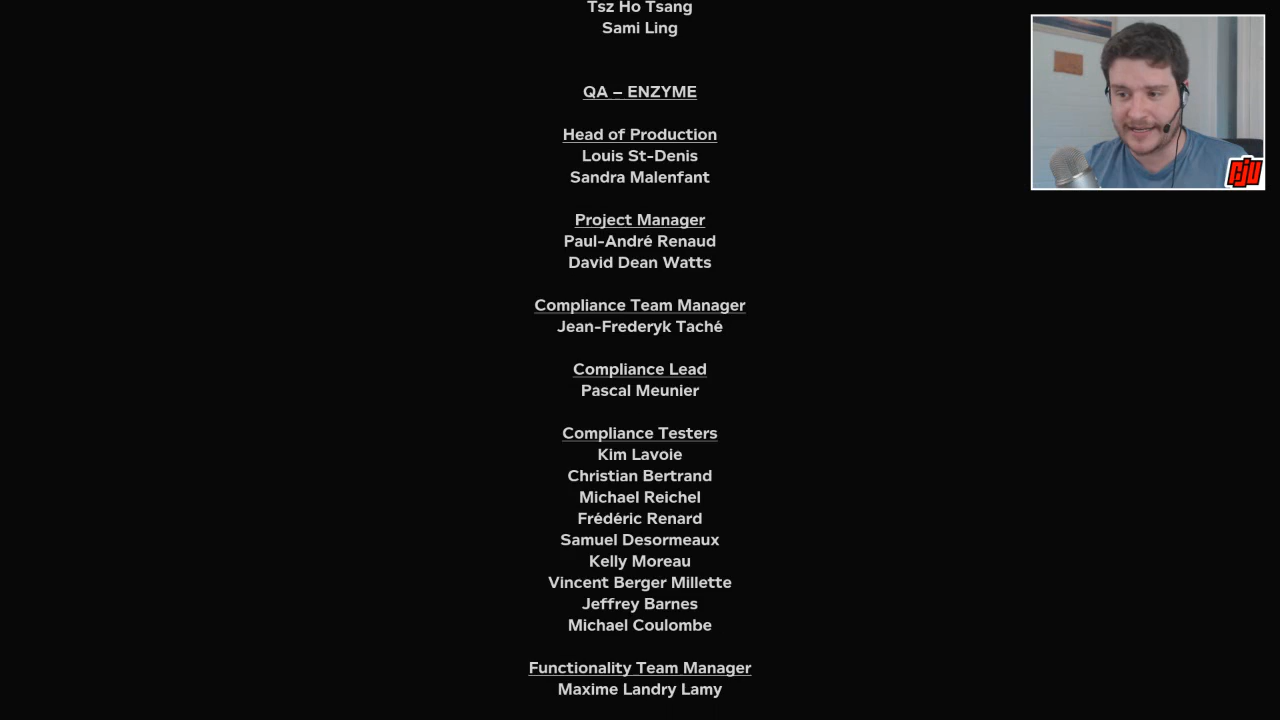 Tsz Ho Tsang
Sami Ling
QA – ENZYME
Head of Production
Louis St-Denis
Sandra Malenfant
Project Manager
Paul-André Renaud
David Dean Watts
Compliance Team Manager
Jean-Frederyk Taché
Compliance Lead
Pascal Meunier
Compliance Testers
Kim Lavoie
Christian Bertrand
Michael Reichel
Frédéric Renard
Samuel Desormeaux
Kelly Moreau
Vincent Berger Millette
Jeffrey Barnes
Michael Coulombe
Functionality Team Manager
Maxime Landry Lamy